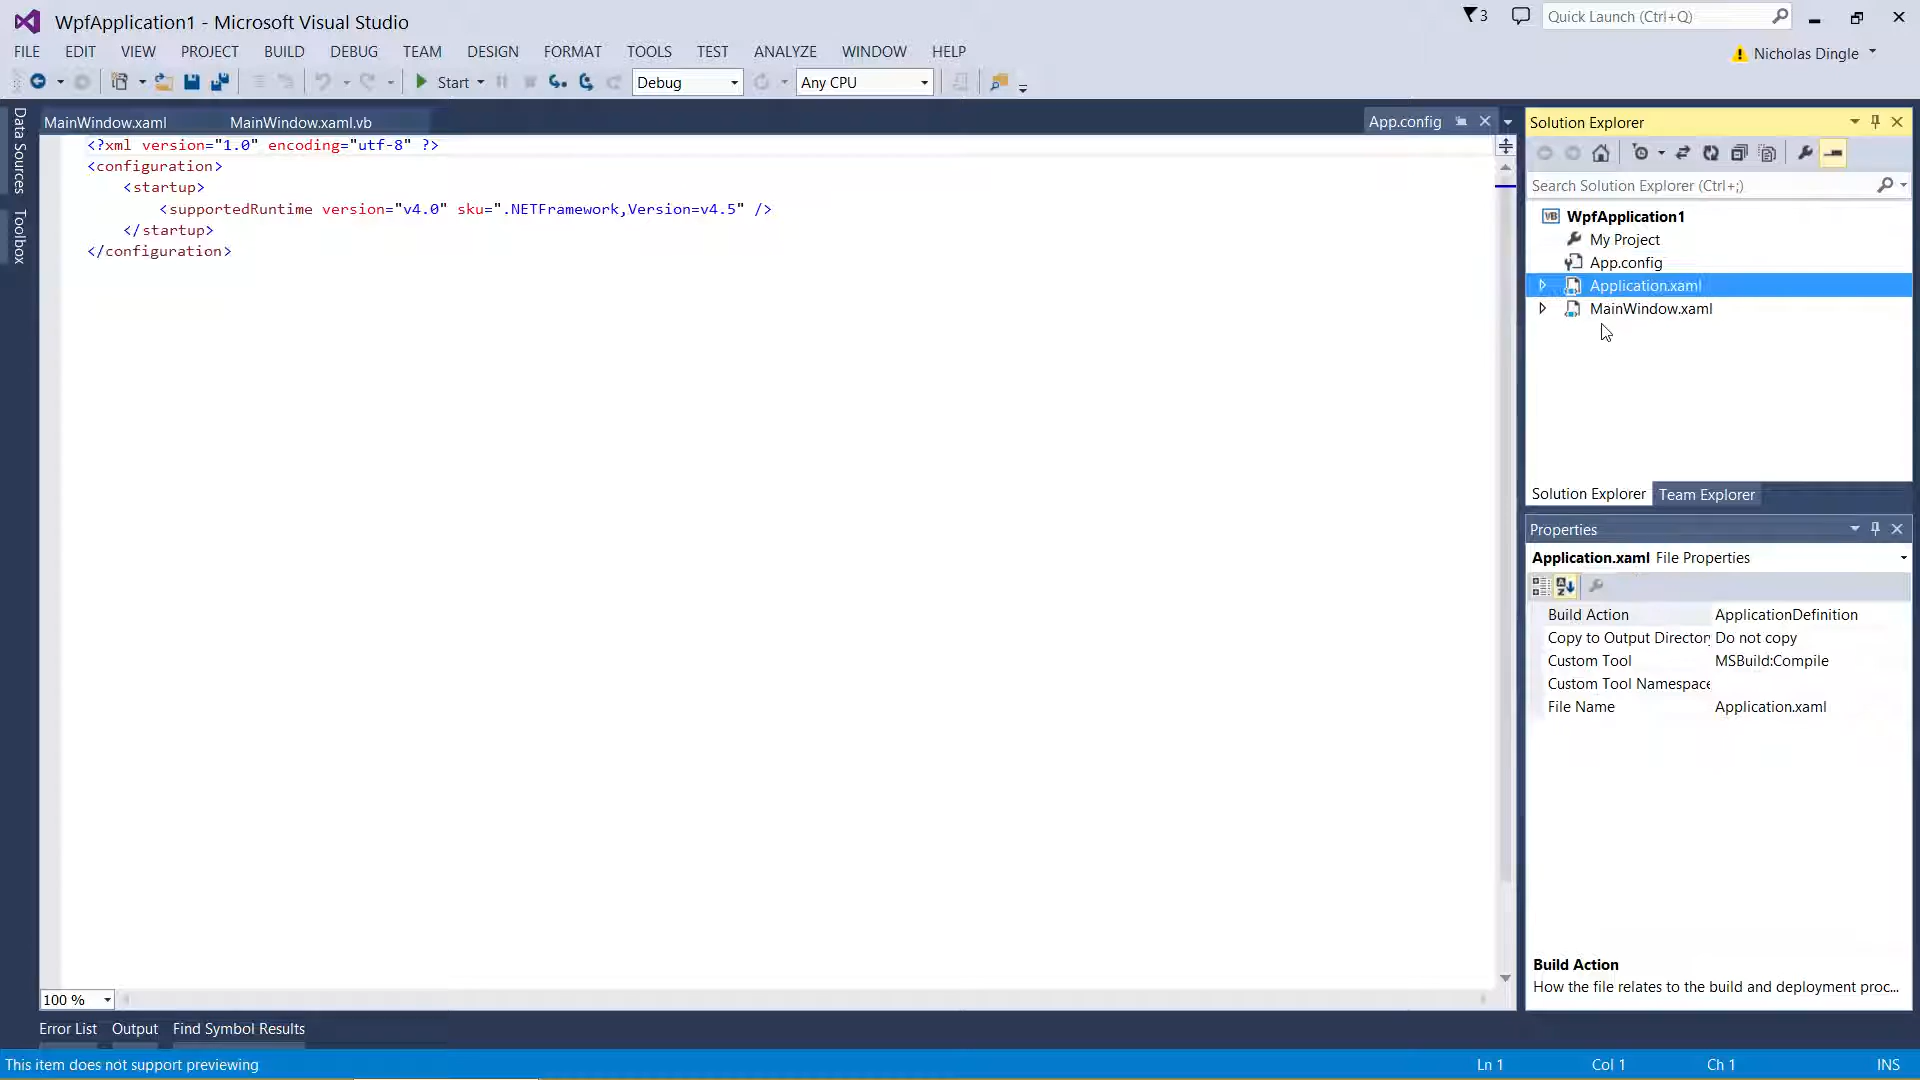 WpfApplication1 - Microsoft Visual Studio
3
Quick Launch (Ctrl+Q)
FILE EDIT VIEW PROJECT BUILD DEBUG TEAM DESIGN FORMAT TOOLS TEST ANALYZE WINDOW HELP
Nicholas Dingle
Start Debug Any CPU
Data Sources
Toolbox
MainWindow.xaml MainWindow.xaml.vb App.config
<?xml version="1.0" encoding="utf-8" ?>
<configuration>
<startup>
<supportedRuntime version="v4.0" sku=".NETFramework,Version=v4.5" />
</startup>
</configuration>
100 %
Solution Explorer
Search Solution Explorer (Ctrl+;)
VB WpfApplication1
My Project
App.config
Application.xaml
MainWindow.xaml
Solution Explorer Team Explorer
Properties
Application.xaml File Properties
Build Action ApplicationDefinition
Copy to Output Director Do not copy
Custom Tool MSBuild:Compile
Custom Tool Namespace
File Name Application.xaml
Build Action
How the file relates to the build and deployment proc...
Error List Output Find Symbol Results
This item does not support previewing Ln 1 Col 1 Ch 1 INS